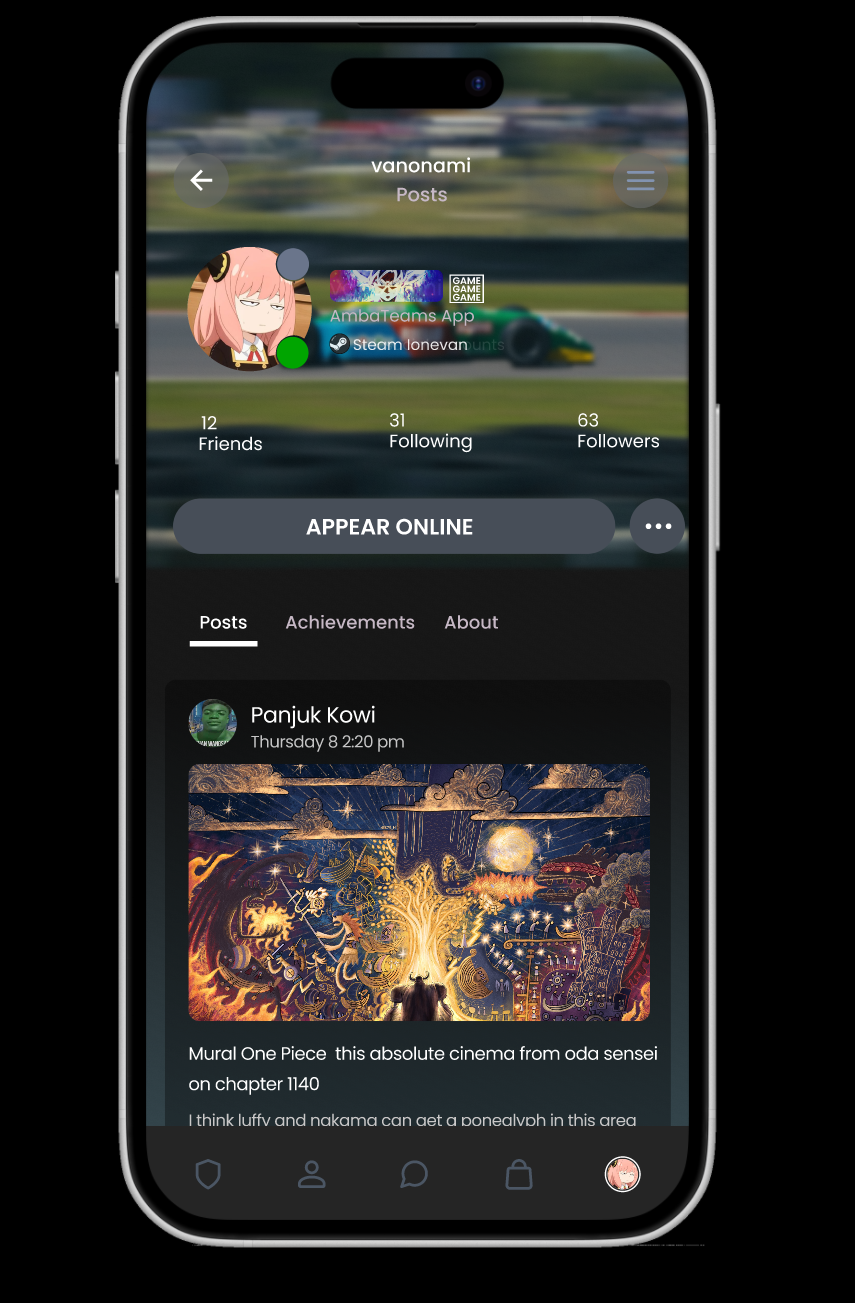 vanonami
Posts
GAME
GAME
GAME
AmbaTeams App
Steam Ionevan
12
Friends
31
Following
63
Followers
APPEAR ONLINE
Posts
Achievements
About
Panjuk Kowi
Thursday 8 2:20 pm
Mural One Piece this absolute cinema from oda sensei
on chapter 1140
I think luffy and nakama can get a poneglyph in this area